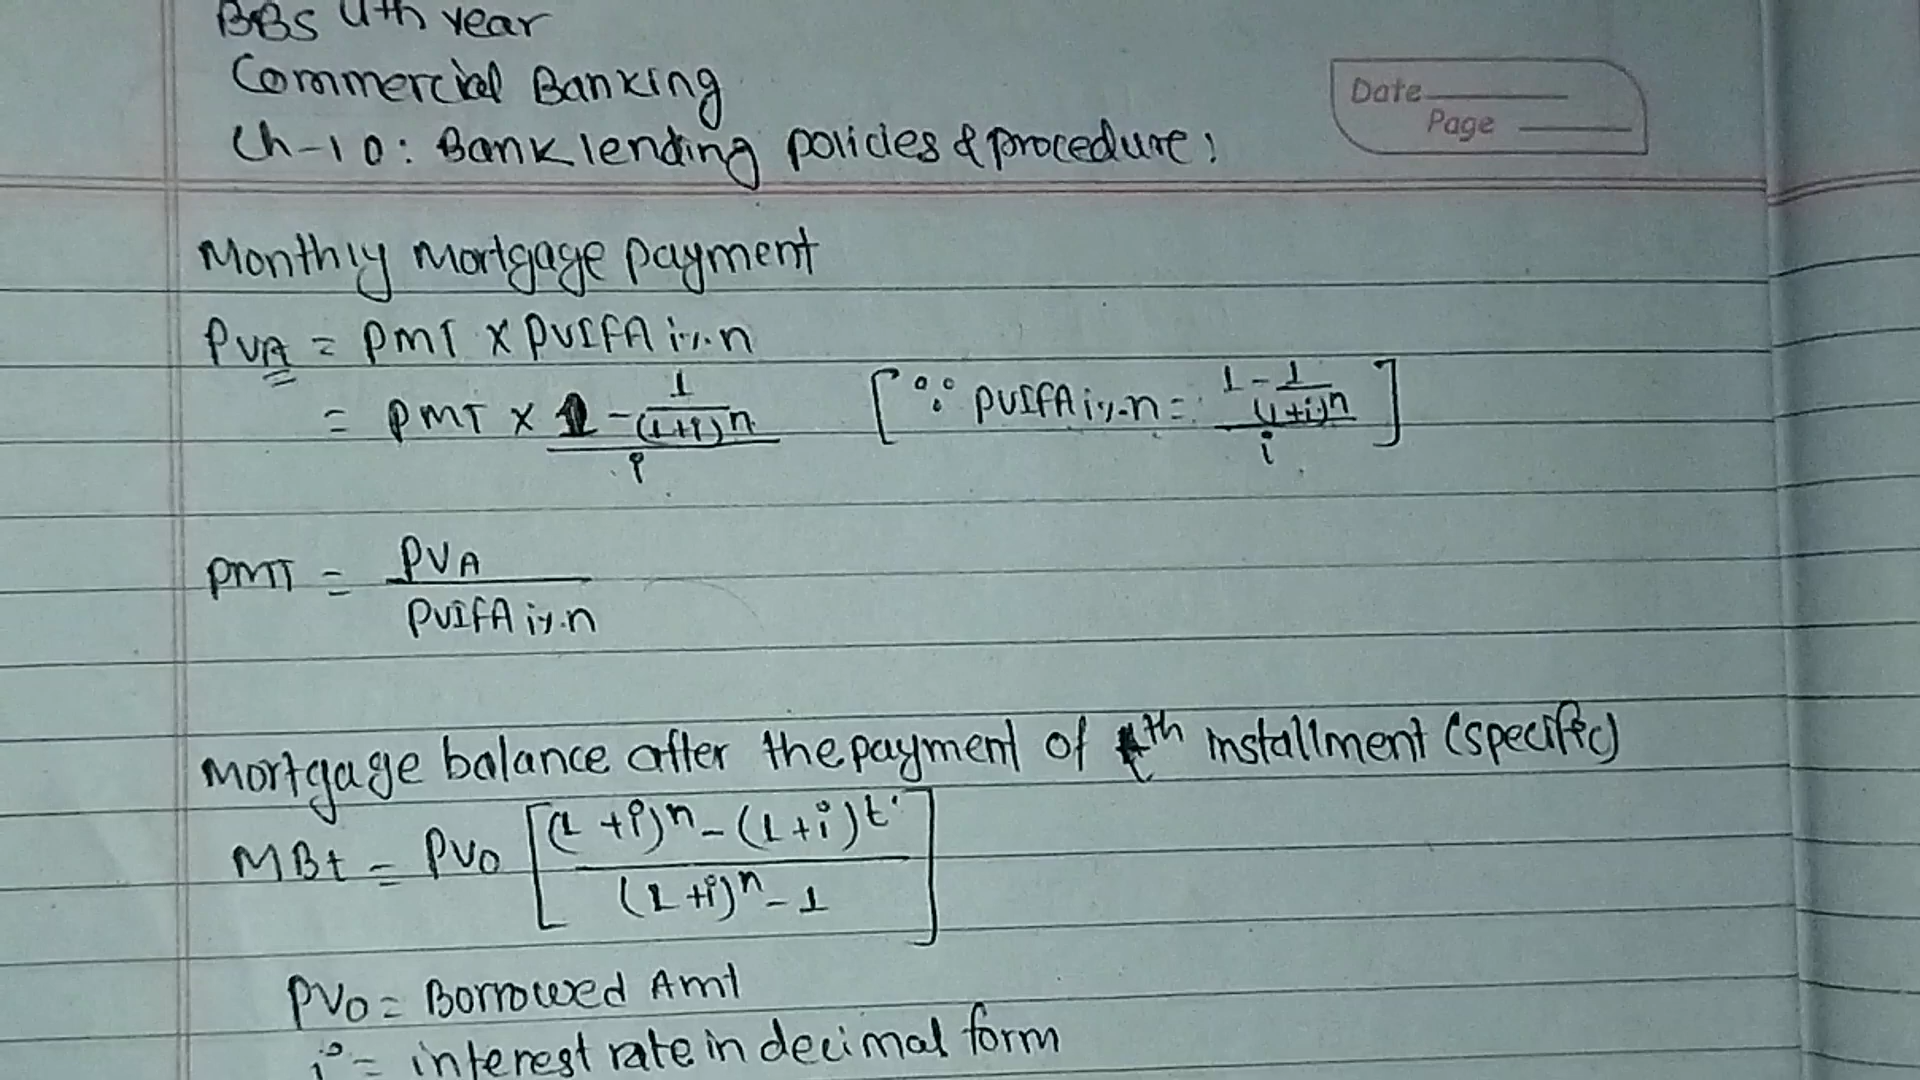 BBS 4th year
Commercial Banking
Ch-10: Bank lending policies & procedure:
Date
Page
Monthly Mortgage payment
PVA = PMT x PVIFA i%.n
= PMT x 1 - 1/(1+i)n / i [∵ PVIFA i%.n = 1 - 1/(1+i)n / i ]
PMT = PVA / PVIFA i%.n
Mortgage balance after the payment of tth installment (specific)
MBt = PV0 [ (1+i)n - (1+i)t / (1+i)n - 1 ]
PV0 = Borrowed Amt
i = interest rate in decimal form